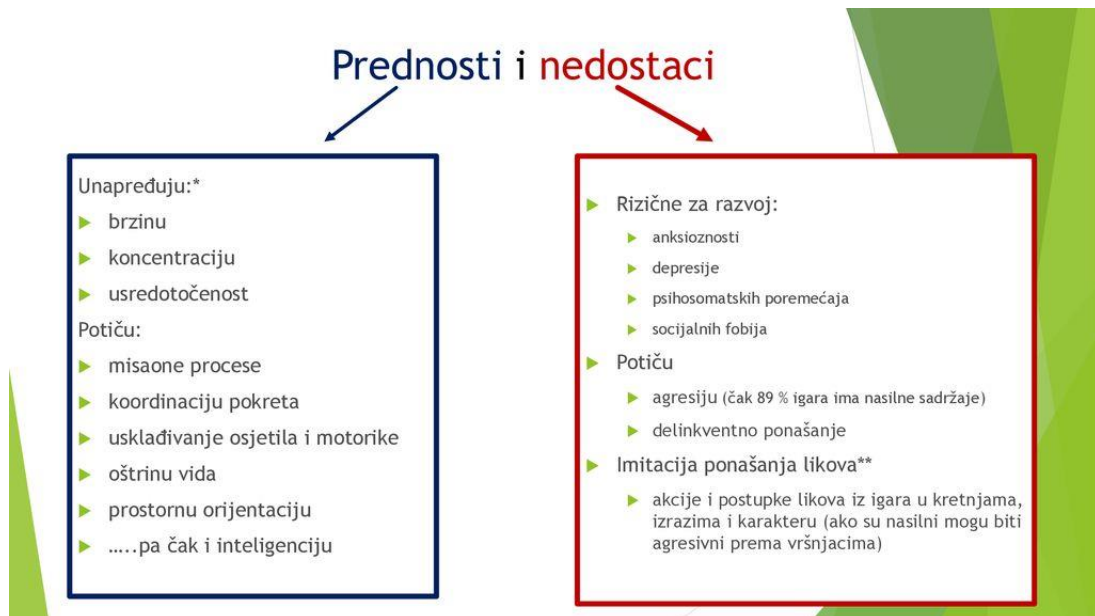 Prednosti i nedostaci
Unapređuju:*
brzinu
koncentraciju
usredotočenost
Potiču:
misaone procese
koordinaciju pokreta
usklađivanje osjetila i motorike
oštrinu vida
prostornu orijentaciju
…..pa čak i inteligenciju
Rizične za razvoj:
anksioznosti
depresije
psihosomatskih poremećaja
socijalnih fobija
Potiču
agresiju (čak 89 % igara ima nasilne sadržaje)
delinkventno ponašanje
Imitacija ponašanja likova**
akcije i postupke likova iz igara u kretnjama,
izrazima i karakteru (ako su nasilni mogu biti
agresivni prema vršnjacima)